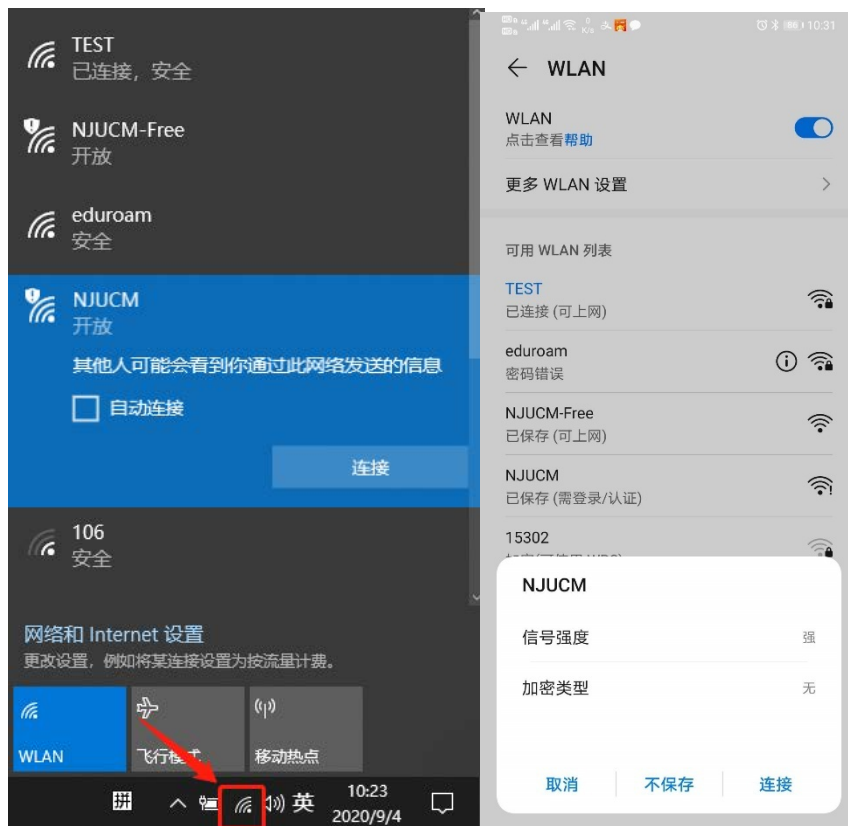 TEST
已连接，安全
NJUCM-Free
开放
eduroam
安全
NJUCM
开放
其他人可能会看到你通过此网络发送的信息
自动连接
连接
106
安全
网络和 Internet 设置
更改设置，例如将某连接设置为按流量计费。
WLAN
飞行模式
移动热点
拼
英
10:23
2020/9/4
10:31
WLAN
WLAN
点击查看帮助
更多 WLAN 设置
可用 WLAN 列表
TEST
已连接 (可上网)
eduroam
密码错误
NJUCM-Free
已保存 (可上网)
NJUCM
已保存 (需登录/认证)
15302
NJUCM
信号强度
强
加密类型
无
取消
不保存
连接